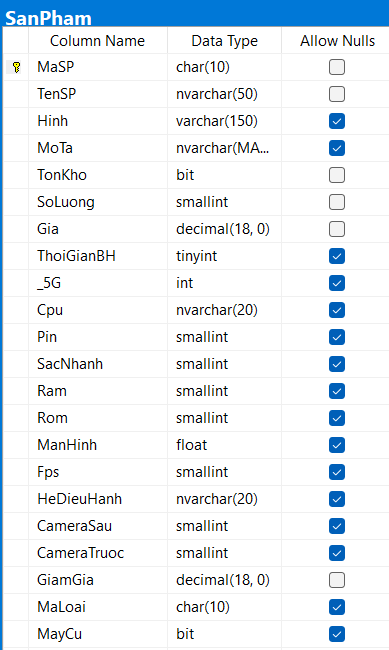 SanPham
Column Name Data Type Allow Nulls
MaSP char(10)
TenSP nvarchar(50)
Hinh varchar(150)
MoTa nvarchar(MA...
TonKho bit
SoLuong smallint
Gia decimal(18, 0)
ThoiGianBH tinyint
_5G int
Cpu nvarchar(20)
Pin smallint
SacNhanh smallint
Ram smallint
Rom smallint
ManHinh float
Fps smallint
HeDieuHanh nvarchar(20)
CameraSau smallint
CameraTruoc smallint
GiamGia decimal(18, 0)
MaLoai char(10)
MayCu bit